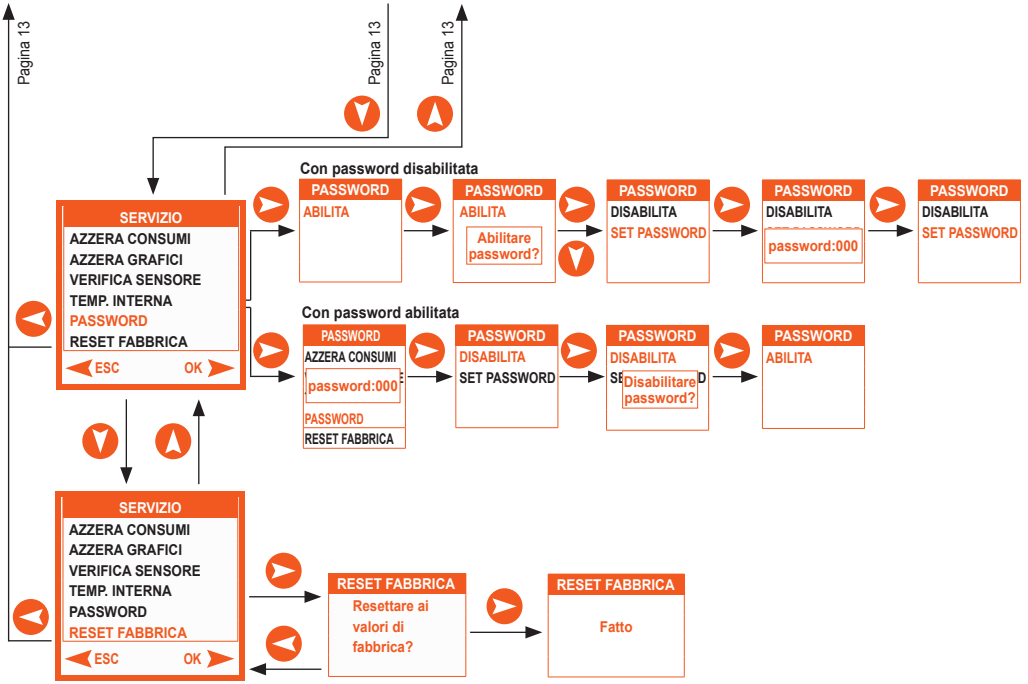 Pagina 13
Pagina 13
Pagina 13
Con password disabilitata
PASSWORD
ABILITA
PASSWORD
ABILITA
Abilitare
password?
PASSWORD
DISABILITA
SET PASSWORD
PASSWORD
DISABILITA
password:000
PASSWORD
DISABILITA
SET PASSWORD
SERVIZIO
AZZERA CONSUMI
AZZERA GRAFICI
VERIFICA SENSORE
TEMP. INTERNA
PASSWORD
RESET FABBRICA
ESC OK
Con password abilitata
PASSWORD
AZZERA CONSUMI
password:000
PASSWORD
RESET FABBRICA
PASSWORD
DISABILITA
SET PASSWORD
PASSWORD
DISABILITA
Disabilitare
password?
PASSWORD
ABILITA
SERVIZIO
AZZERA CONSUMI
AZZERA GRAFICI
VERIFICA SENSORE
TEMP. INTERNA
PASSWORD
RESET FABBRICA
ESC OK
RESET FABBRICA
Resettare ai
valori di
fabbrica?
RESET FABBRICA
Fatto